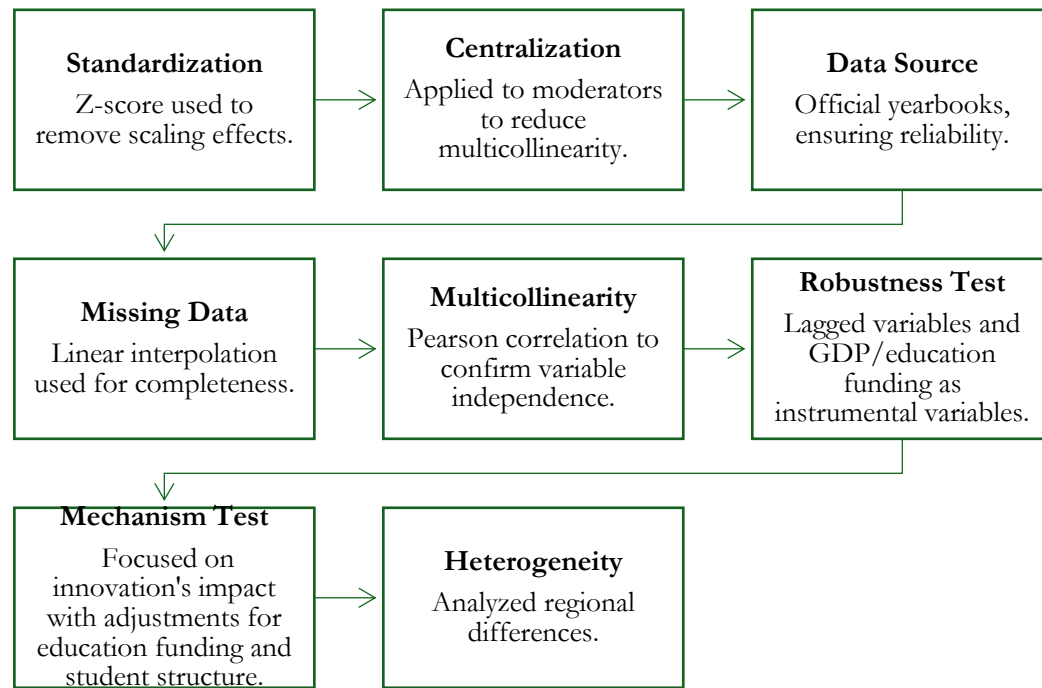 Standardization
Z-score used to
remove scaling effects.
Centralization
Applied to moderators
to reduce
multicollinearity.
Data Source
Official yearbooks,
ensuring reliability.
Missing Data
Linear interpolation
used for completeness.
Multicollinearity
Pearson correlation to
confirm variable
independence.
Robustness Test
Lagged variables and
GDP/education
funding as
instrumental variables.
Mechanism Test
Focused on
innovation's impact
with adjustments for
education funding and
student structure.
Heterogeneity
Analyzed regional
differences.